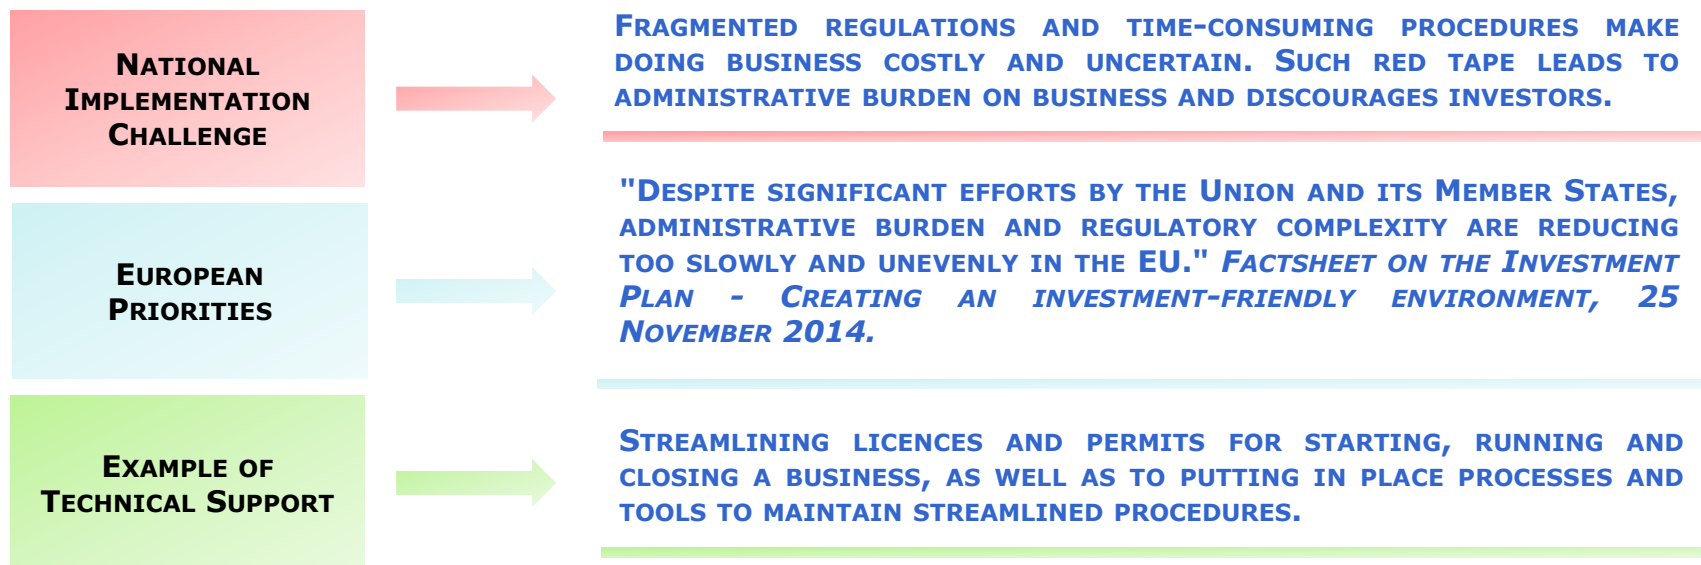 NATIONAL
IMPLEMENTATION
CHALLENGE
FRAGMENTED REGULATIONS AND TIME-CONSUMING PROCEDURES MAKE
DOING BUSINESS COSTLY AND UNCERTAIN. SUCH RED TAPE LEADS TO
ADMINISTRATIVE BURDEN ON BUSINESS AND DISCOURAGES INVESTORS.
EUROPEAN
PRIORITIES
"DESPITE SIGNIFICANT EFFORTS BY THE UNION AND ITS MEMBER STATES,
ADMINISTRATIVE BURDEN AND REGULATORY COMPLEXITY ARE REDUCING
TOO SLOWLY AND UNEVENLY IN THE EU." FACTSHEET ON THE INVESTMENT
PLAN - CREATING AN INVESTMENT-FRIENDLY ENVIRONMENT, 25
NOVEMBER 2014.
EXAMPLE OF
TECHNICAL SUPPORT
STREAMLINING LICENCES AND PERMITS FOR STARTING, RUNNING AND
CLOSING A BUSINESS, AS WELL AS TO PUTTING IN PLACE PROCESSES AND
TOOLS TO MAINTAIN STREAMLINED PROCEDURES.